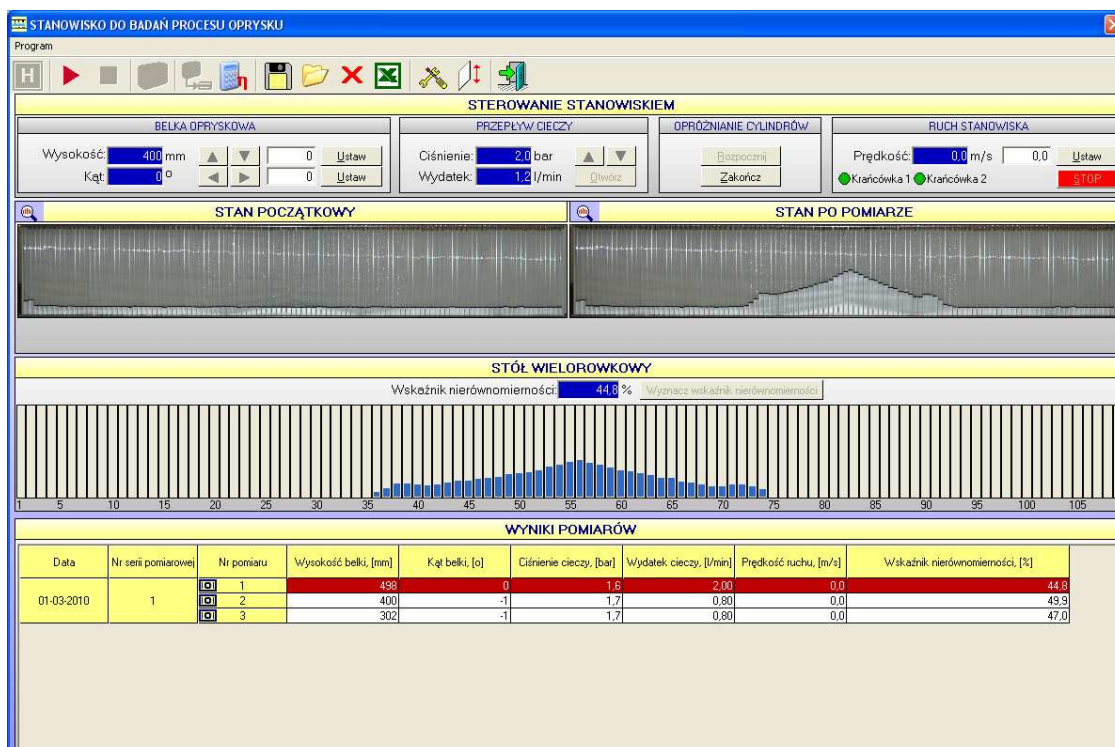 STANOWISKO DO BADAŃ PROCESU OPRYSKU
Program
H n
STEROWANIE STANOWISKIEM
BELKA OPRYSKOWA PRZEPŁYW CIECZY OPRÓŻNIANIE CYLINDRÓW RUCH STANOWISKA
Wysokość: 400 mm 0 Ustaw Ciśnienie: 2,0 bar Rozpocznij Prędkość: 0,0 m/s 0,0 Ustaw
Kąt: 0 o 0 Ustaw Wydatek: 1,2 l/min Otwórz Zakończ Krańcówka 1 Krańcówka 2 STOP
STAN POCZĄTKOWY STAN PO POMIARZE
STÓŁ WIELOROWKOWY
Wskaźnik nierównomierności: 44,8 % Wyznacz wskaźnik nierównomierności
1 5 10 15 20 25 30 35 40 45 50 55 60 65 70 75 80 85 90 95 100 105
WYNIKI POMIARÓW
Data Nr serii pomiarowej Nr pomiaru Wysokość belki, [mm] Kąt belki, [o] Ciśnienie cieczy, [bar] Wydatek cieczy, [l/min] Prędkość ruchu, [m/s] Wskaźnik nierównomierności, [%]
01-03-2010 1 1 498 0 1,6 2,00 0,0 44,8
2 400 -1 1,7 0,80 0,0 49,9
3 302 -1 1,7 0,80 0,0 47,0